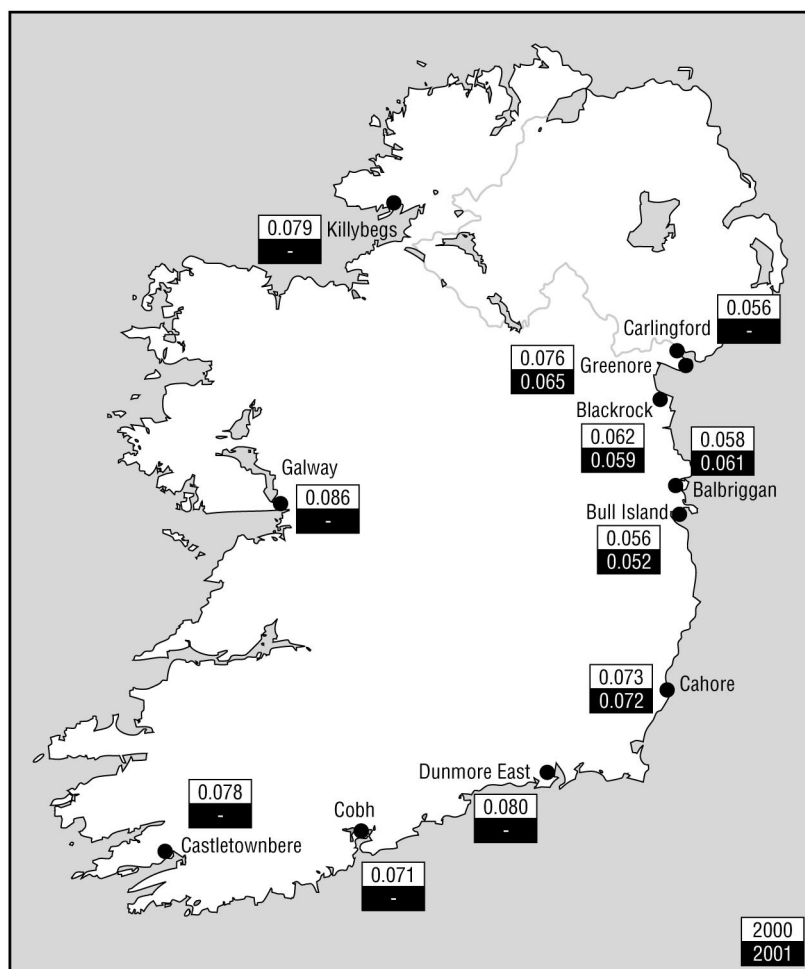 0.079
-
Killybegs
0.056
-
Carlingford
0.076
0.065
Greenore
Blackrock
0.062
0.059
0.058
0.061
Balbriggan
Galway
0.086
-
Bull Island
0.056
0.052
0.073
0.072
Cahore
Dunmore East
0.080
-
0.078
-
Castletownbere
Cobh
0.071
-
2000
2001